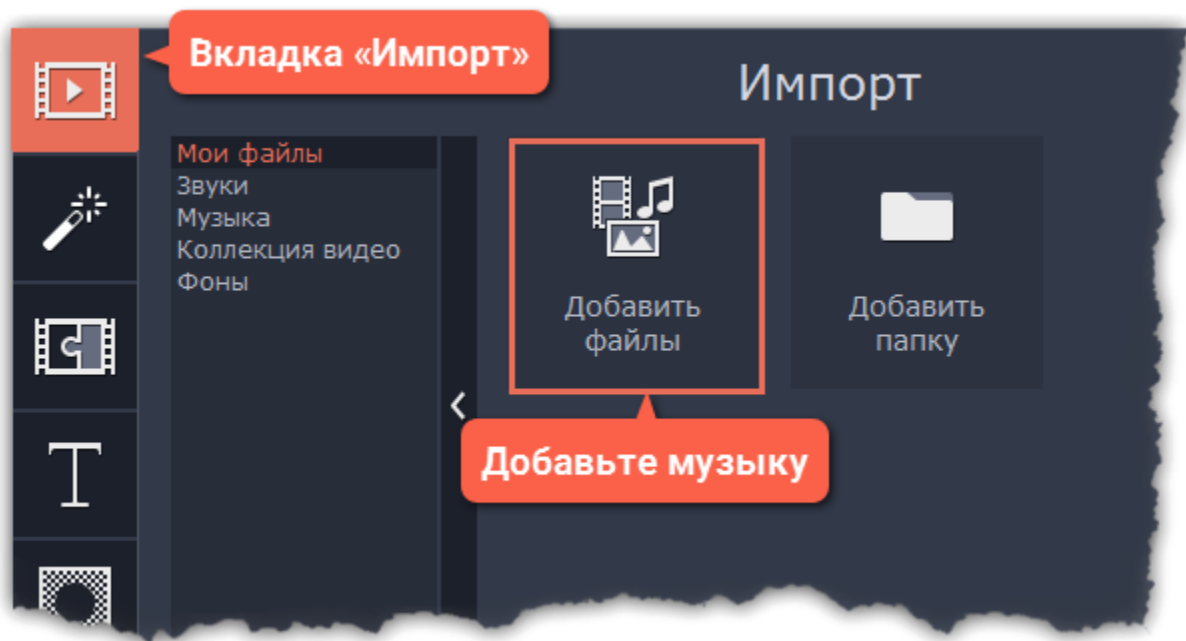 Вкладка «Импорт»
Импорт
Мои файлы
Звуки
Музыка
Коллекция видео
Фоны
Добавить
файлы
Добавить
папку
Добавьте музыку